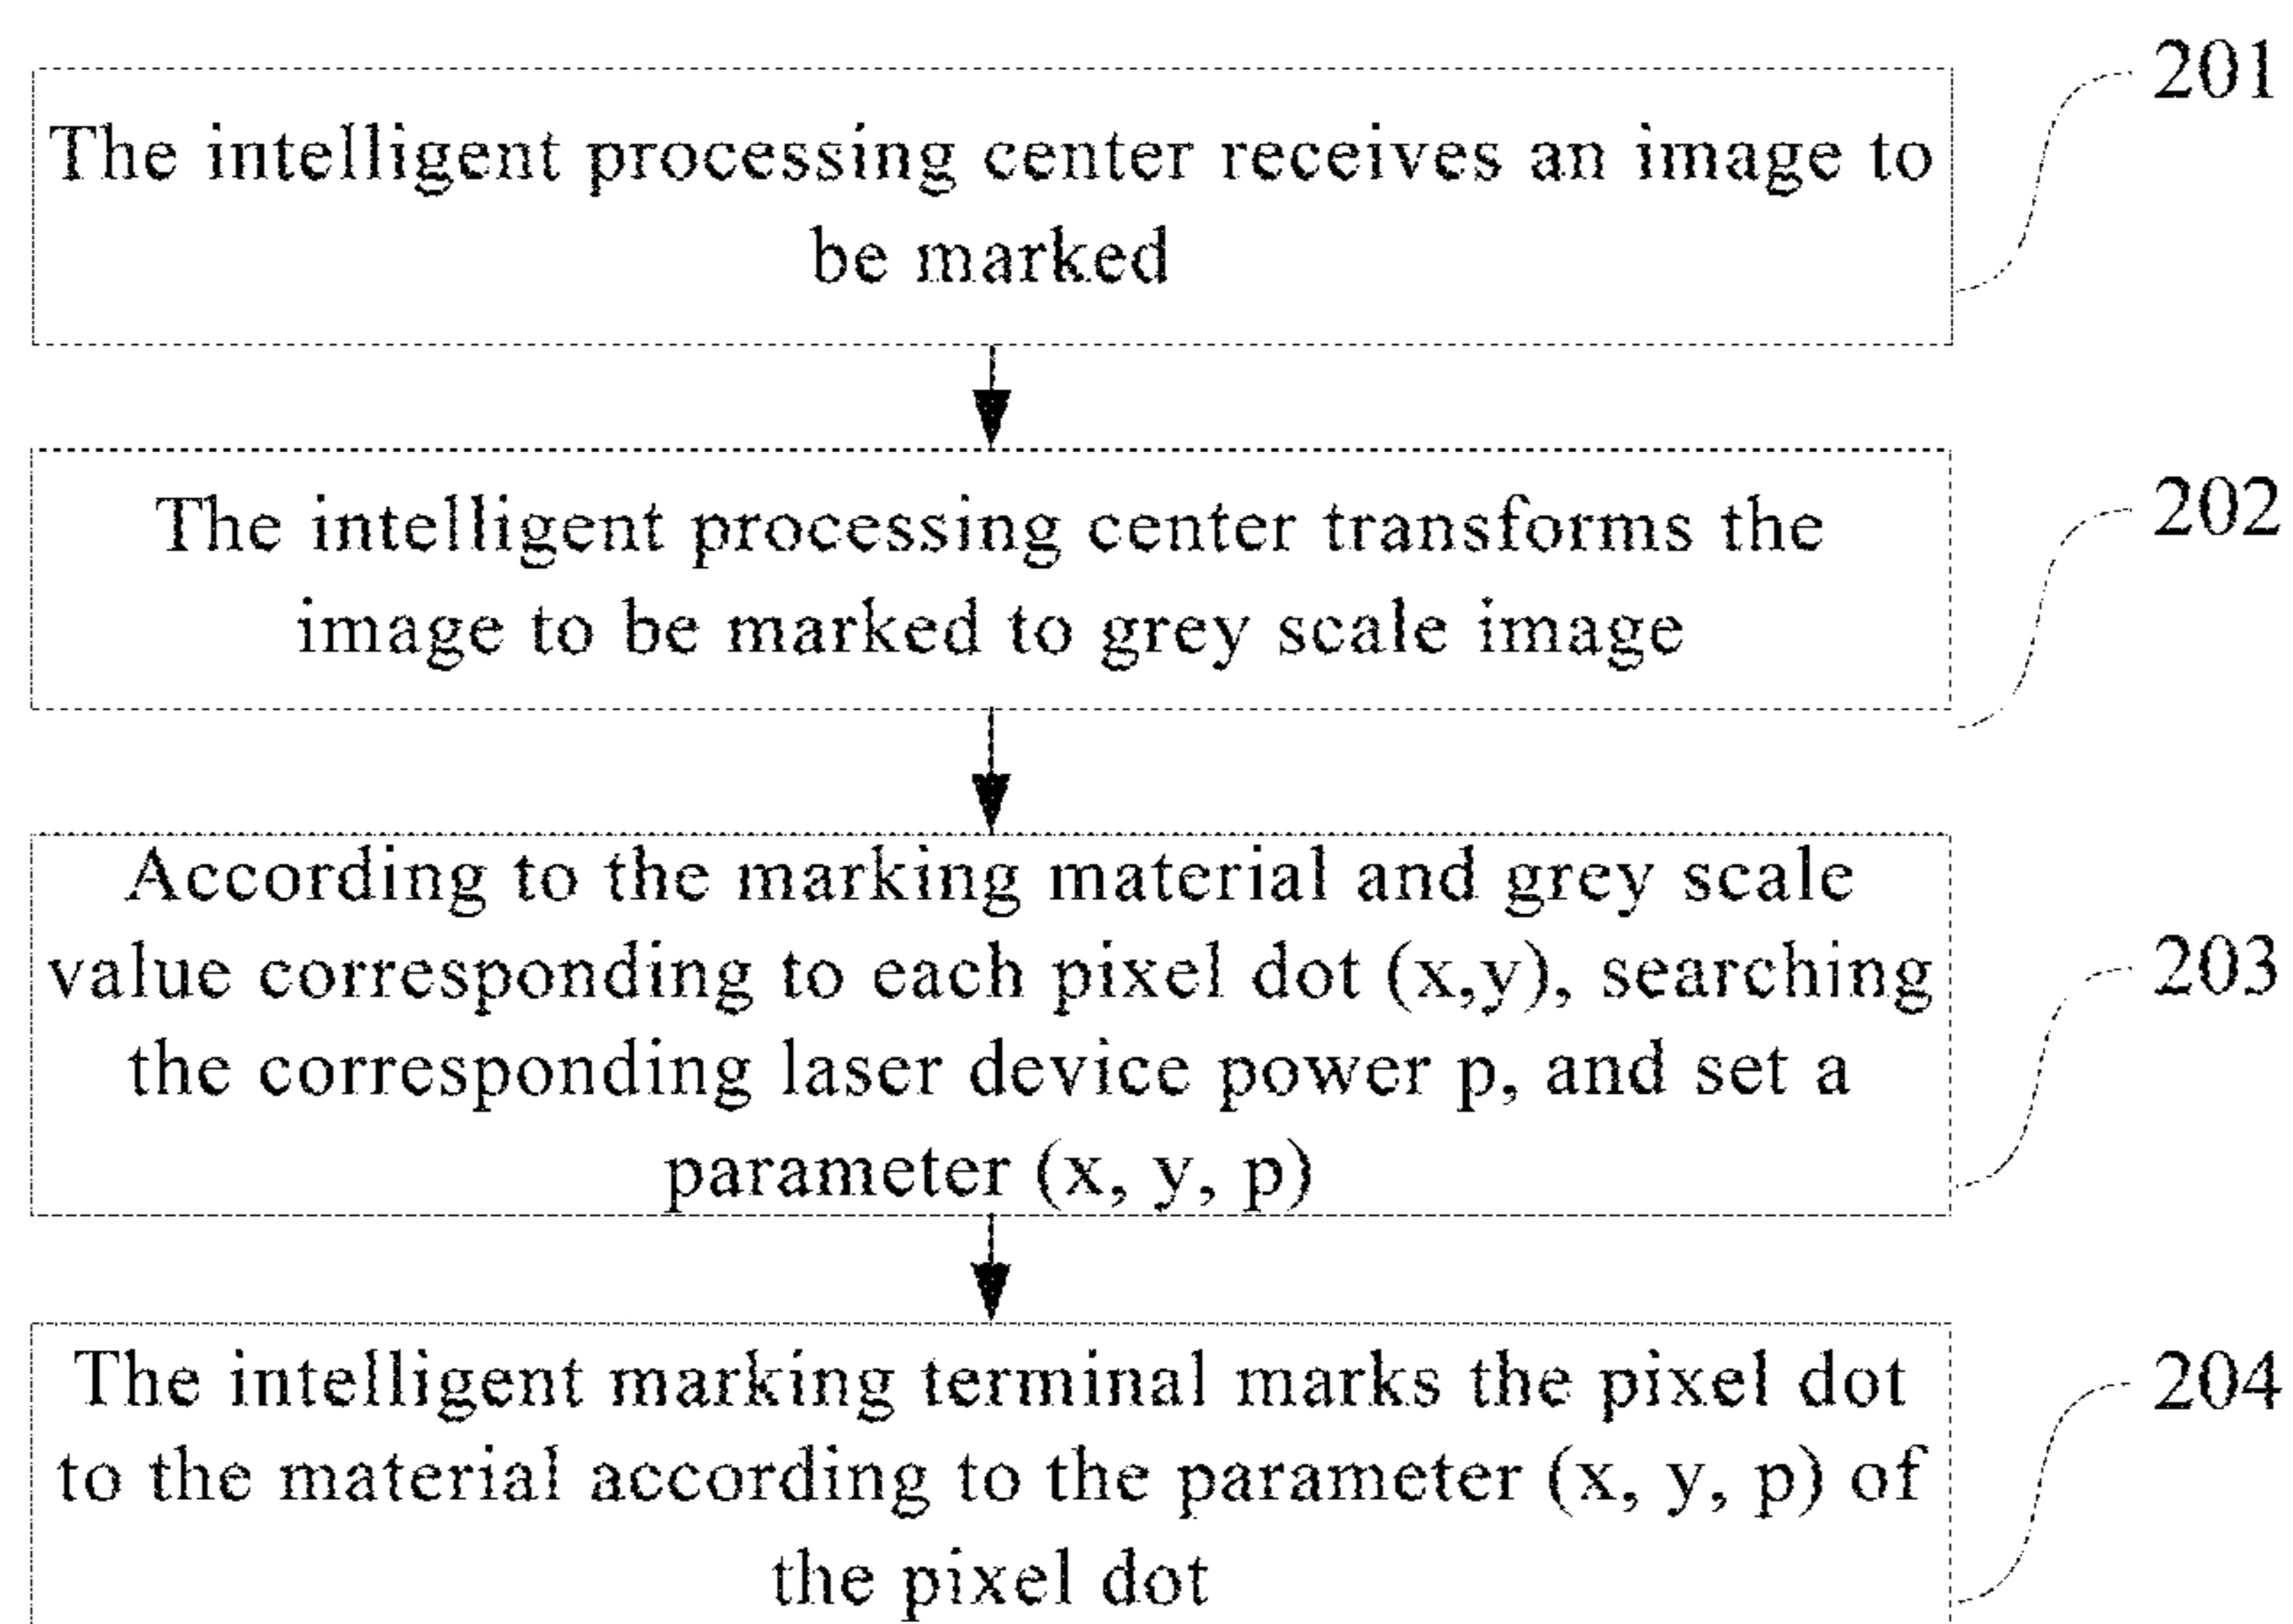 The intelligent processing center receives an image to
be marked
201
The intelligent processing center transforms the
image to be marked to grey scale image
202
According to the marking material and grey scale
value corresponding to each pixel dot (x,y), searching
the corresponding laser device power p, and set a
parameter (x, y, p)
203
The intelligent marking terminal marks the pixel dot
to the material according to the parameter (x, y, p) of
the pixel dot
204